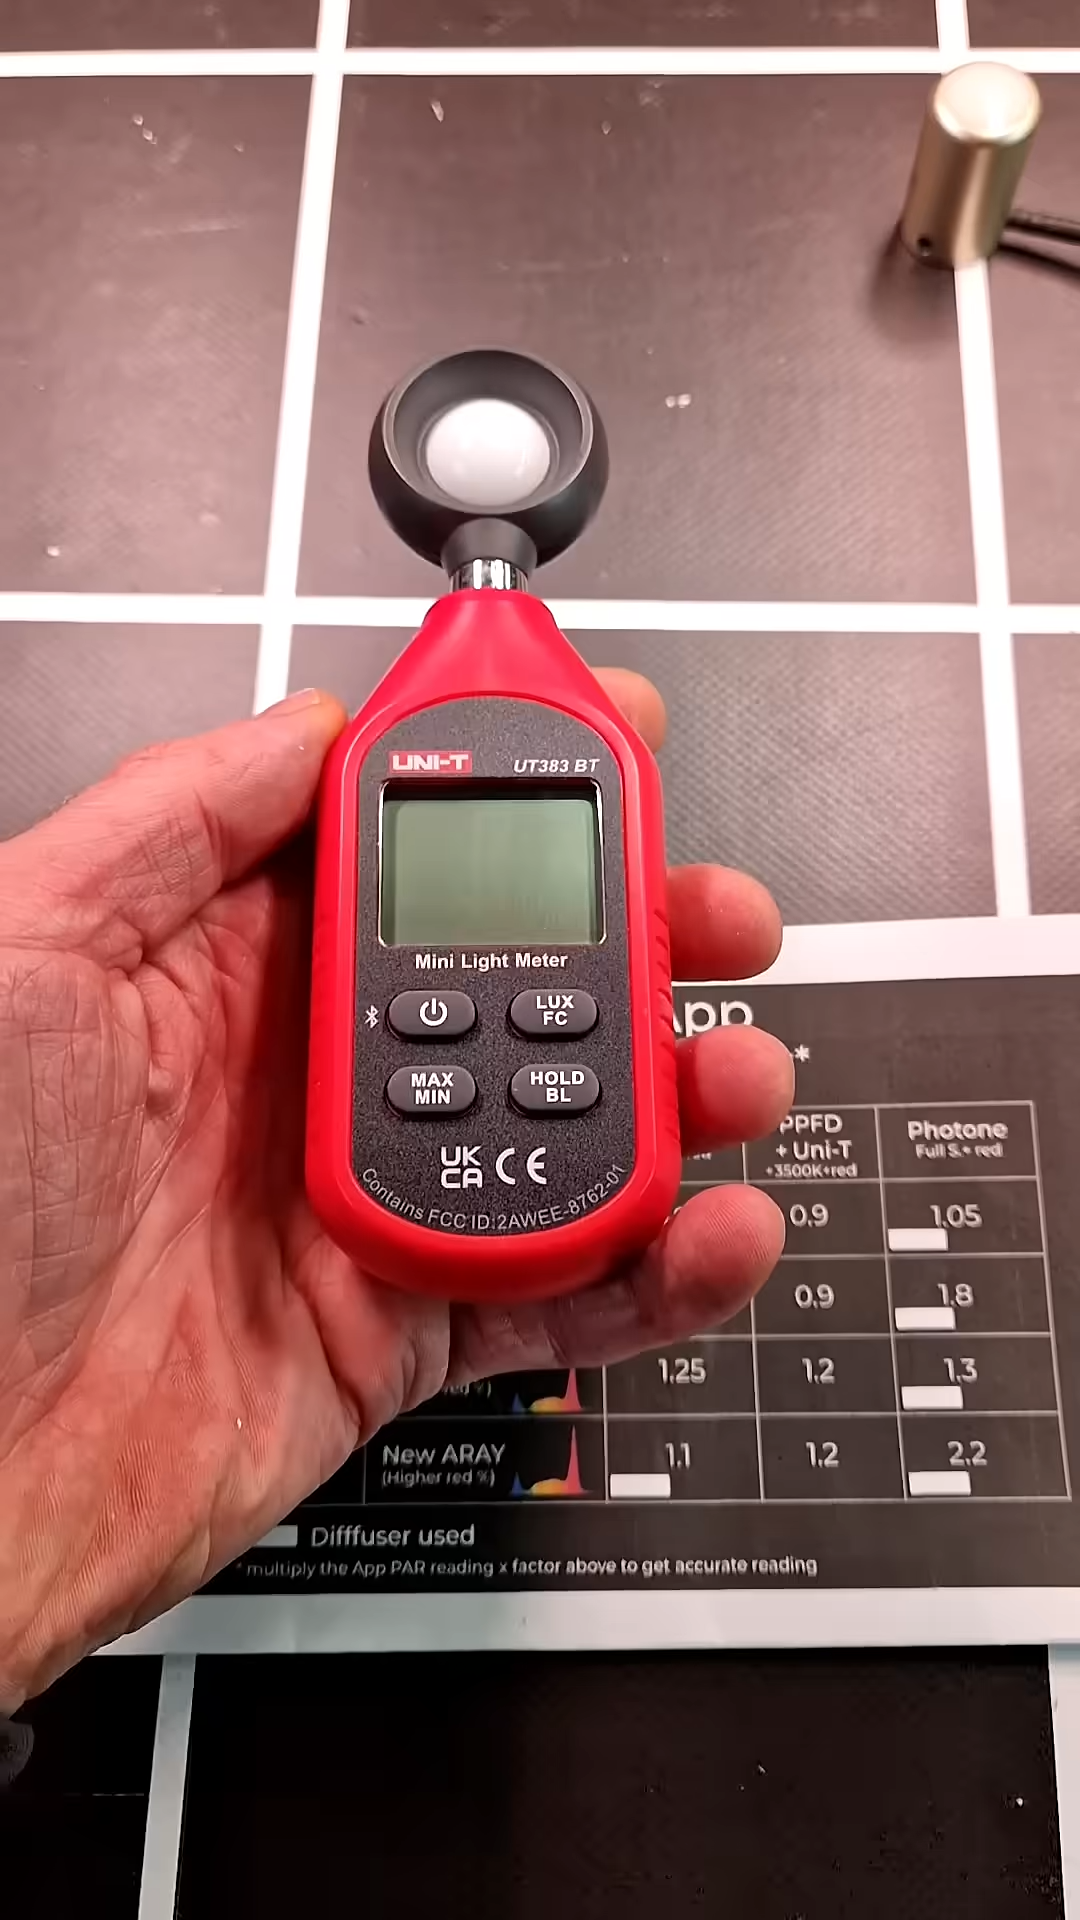 UNI-T
UT383 BT
Mini Light Meter
LUX
FC
MAX
MIN
HOLD
BL
UK
CA CE
Contains FCC ID:2AWEE-8762-01
App
*
PPFD
+ Uni-T
+3500K+red
Photone
Full S.+ red
0.9 1.05
0.9 1.8
1.25 1.2 1.3
New ARAY
(Higher red %)
1.1 1.2 2.2
Difffuser used
* multiply the App PAR reading x factor above to get accurate reading